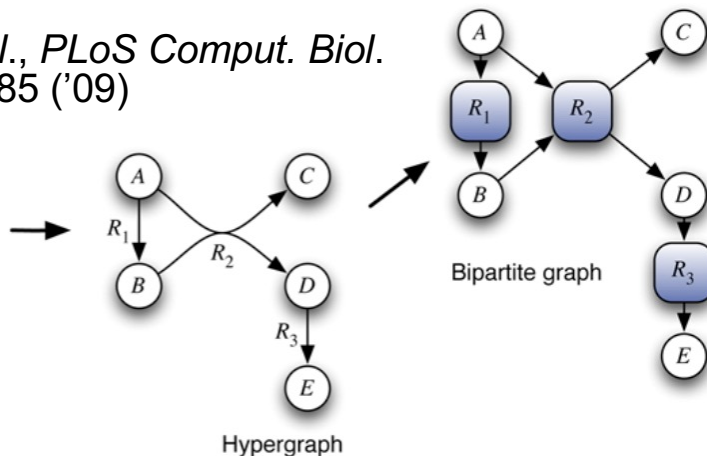 l., PLoS Comput. Biol.
85 ('09)
A
R1
B
R2
C
D
R3
E
Hypergraph
A
R1
B
R2
C
D
R3
E
Bipartite graph